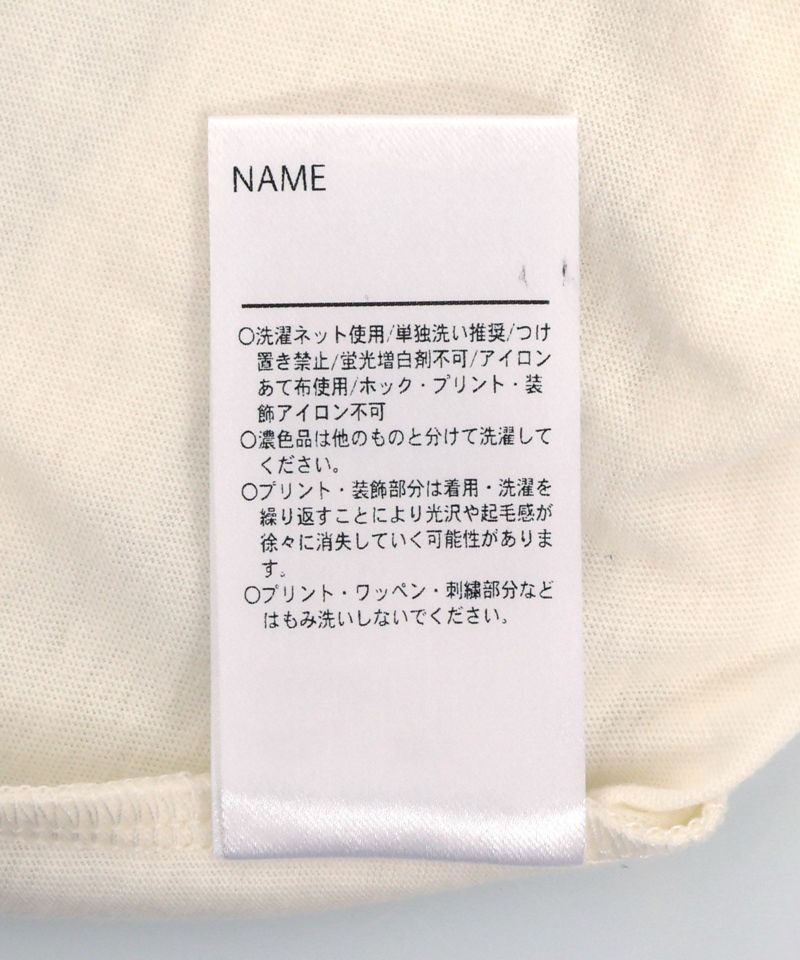 NAME
○洗濯ネット使用/単独洗い推奨/つけ
置き禁止/蛍光増白剤不可/アイロン
あて布使用/ホック・プリント・装
飾アイロン不可
○濃色品は他のものと分けて洗濯して
ください。
○プリント・装飾部分は着用・洗濯を
繰り返すことにより光沢や起毛感が
徐々に消失していく可能性がありま
す。
○プリント・ワッペン・刺繍部分など
はもみ洗いしないでください。